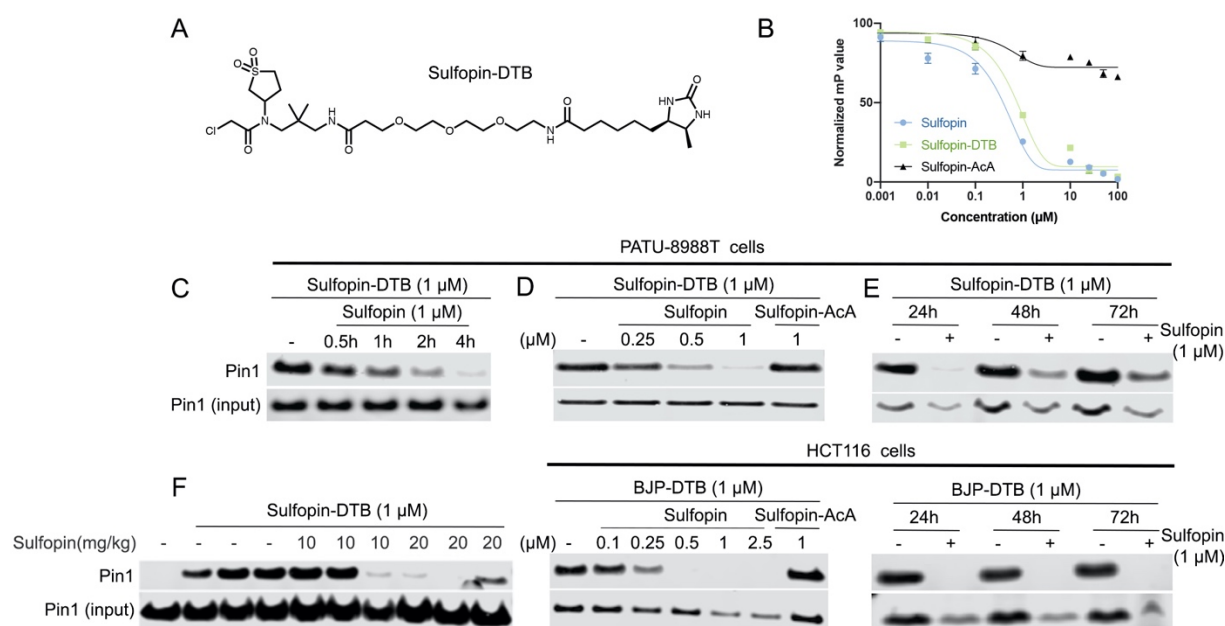 A
Sulfopin-DTB
O
O
S
Cl
O
N
H
N
O
O
O
O
N
H
O
O
HN
NH
B
Normalized mP value
100
50
0
Sulfopin
Sulfopin-DTB
Sulfopin-AcA
0.001 0.01 0.1 1 10 100
Concentration (µM)
PATU-8988T cells
C
Sulfopin-DTB (1 µM)
Sulfopin (1 µM)
- 0.5h 1h 2h 4h
Pin1
Pin1 (input)
D
Sulfopin-DTB (1 µM)
Sulfopin Sulfopin-AcA
(µM) - 0.25 0.5 1 1
E
Sulfopin-DTB (1 µM)
24h 48h 72h
- + - + - +
Sulfopin
(1 µM)
HCT116 cells
F
Sulfopin-DTB (1 µM)
Sulfopin(mg/kg) - - - - 10 10 10 20 20 20
Pin1
Pin1 (input)
BJP-DTB (1 µM)
Sulfopin Sulfopin-AcA
(µM) - 0.1 0.25 0.5 1 2.5 1
BJP-DTB (1 µM)
24h 48h 72h
- + - + - +
Sulfopin
(1 µM)